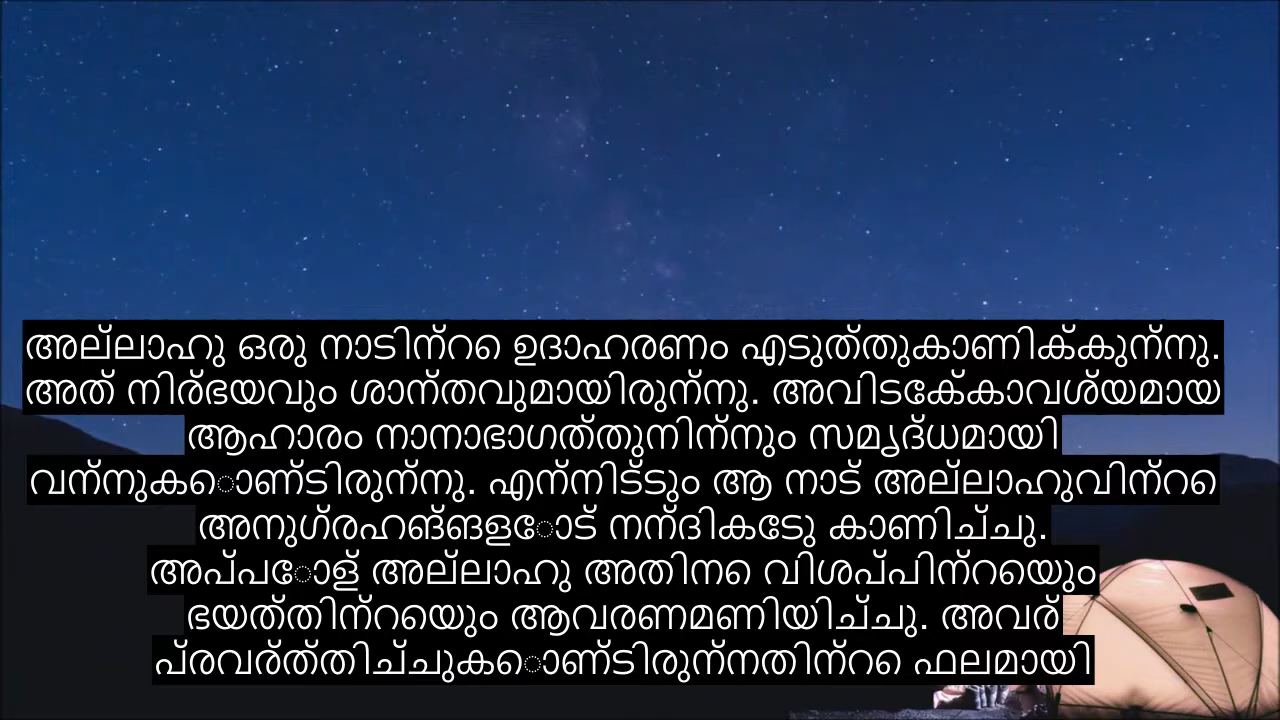 അല്ലാഹു ഒരു നാടിന്റെ ഉദാഹരണം എടുത്തുകാണിക്കുന്നു.
അത് നിര്ഭയവും ശാന്തവുമായിരുന്നു. അവിടേക്കാവശ്യമായ
ആഹാരം നാനാഭാഗത്തുനിന്നും സമൃദ്ധമായി
വന്നുകൊണ്ടിരുന്നു. എന്നിട്ടും ആ നാട് അല്ലാഹുവിന്റെ
അനുഗ്രഹങ്ങളോട് നന്ദികേടു കാണിച്ചു.
അപ്പോള് അല്ലാഹു അതിനെ വിശപ്പിന്റെയും
ഭയത്തിന്റെയും ആവരണമണിയിച്ചു. അവര്
പ്രവര്ത്തിച്ചുകൊണ്ടിരുന്നതിന്റെ ഫലമായി